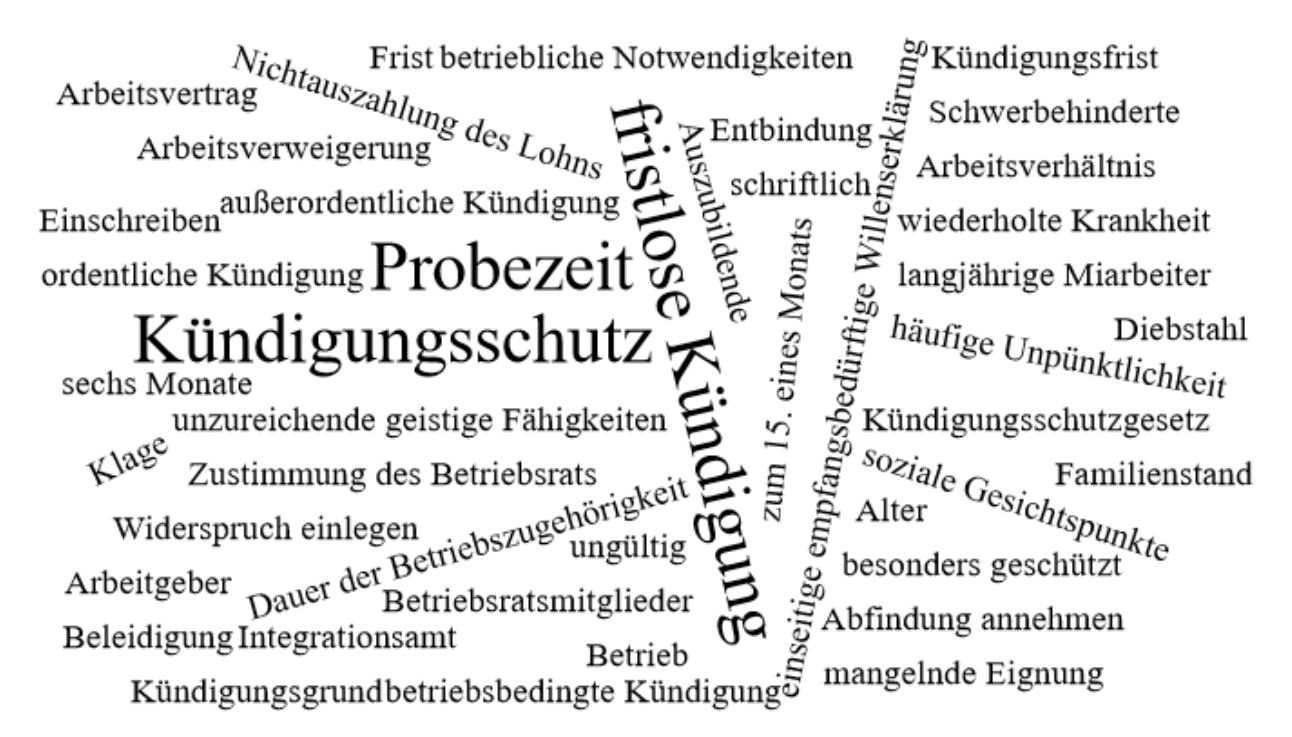 Nichtauszahlung des Lohns
Frist
betriebliche Notwendigkeiten
Kündigungsfrist
Arbeitsvertrag
Schwerbehinderte
Arbeitsverweigerung
fristlose Kündigung
Auszubildende
Entbindung
einseitige empfangsbedürftige Willenserklärung
Arbeitsverhältnis
schriftlich
außerordentliche Kündigung
Einschreiben
wiederholte Krankheit
ordentliche Kündigung
Probezeit
zum 15. eines Monats
langjährige Miarbeiter
Kündigungsschutz
häufige Unpünktlichkeit
Diebstahl
sechs Monate
unzureichende geistige Fähigkeiten
Kündigungsschutzgesetz
Klage
Zustimmung des Betriebsrats
soziale Gesichtspunkte
Familienstand
Widerspruch einlegen
Dauer der Betriebszugehörigkeit
Alter
ungültig
besonders geschützt
Arbeitgeber
Betriebsratsmitglieder
Abfindung annehmen
Beleidigung
Integrationsamt
Betrieb
mangelnde Eignung
Kündigungsgrund
betriebsbedingte Kündigung